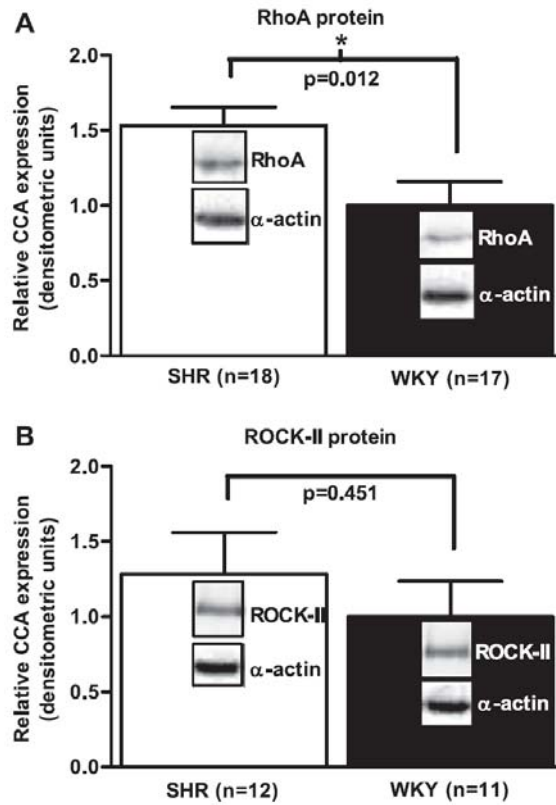 A
RhoA protein
*
p=0.012
Relative CCA expression
(densitometric units)
2.0
1.5
1.0
0.5
0.0
RhoA
α-actin
RhoA
α-actin
SHR (n=18)
WKY (n=17)
B
ROCK-II protein
p=0.451
Relative CCA expression
(densitometric units)
2.0
1.5
1.0
0.5
0.0
ROCK-II
α-actin
ROCK-II
α-actin
SHR (n=12)
WKY (n=11)